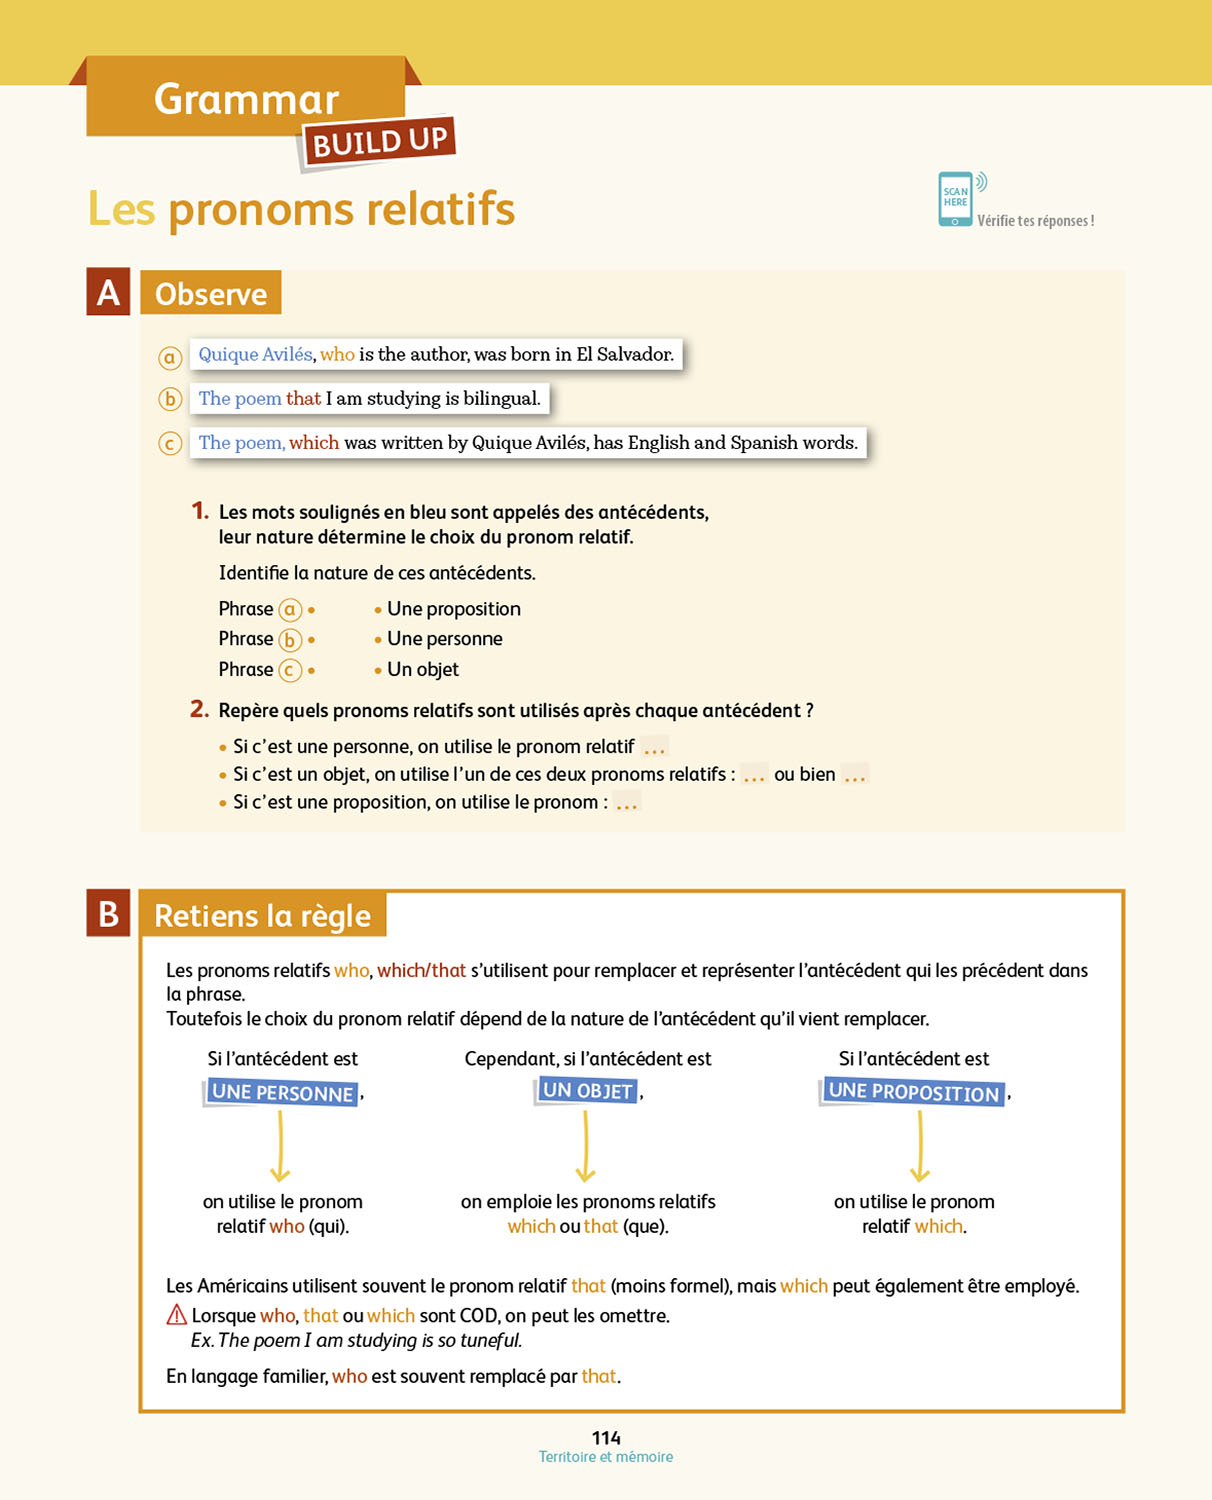 Grammar
BUILD UP
Les pronoms relatifs
SCAN
HERE
Vérifie tes réponses !
A Observe
a Quique Avilés, who is the author, was born in El Salvador.
b The poem that I am studying is bilingual.
c The poem, which was written by Quique Avilés, has English and Spanish words.
1. Les mots soulignés en bleu sont appelés des antécédents,
leur nature détermine le choix du pronom relatif.
Identifie la nature de ces antécédents.
Phrase a • • Une proposition
Phrase b • • Une personne
Phrase c • • Un objet
2. Repère quels pronoms relatifs sont utilisés après chaque antécédent ?
• Si c'est une personne, on utilise le pronom relatif ...
• Si c'est un objet, on utilise l'un de ces deux pronoms relatifs : ... ou bien ...
• Si c'est une proposition, on utilise le pronom : ...
B Retiens la règle
Les pronoms relatifs who, which/that s'utilisent pour remplacer et représenter l'antécédent qui les précédent dans
la phrase.
Toutefois le choix du pronom relatif dépend de la nature de l'antécédent qu'il vient remplacer.
Si l'antécédent est
UNE PERSONNE,
on utilise le pronom
relatif who (qui).
Cependant, si l'antécédent est
UN OBJET,
on emploie les pronoms relatifs
which ou that (que).
Si l'antécédent est
UNE PROPOSITION,
on utilise le pronom
relatif which.
Les Américains utilisent souvent le pronom relatif that (moins formel), mais which peut également être employé.
⚠ Lorsque who, that ou which sont COD, on peut les omettre.
Ex. The poem I am studying is so tuneful.
En langage familier, who est souvent remplacé par that.
114
Territoire et mémoire